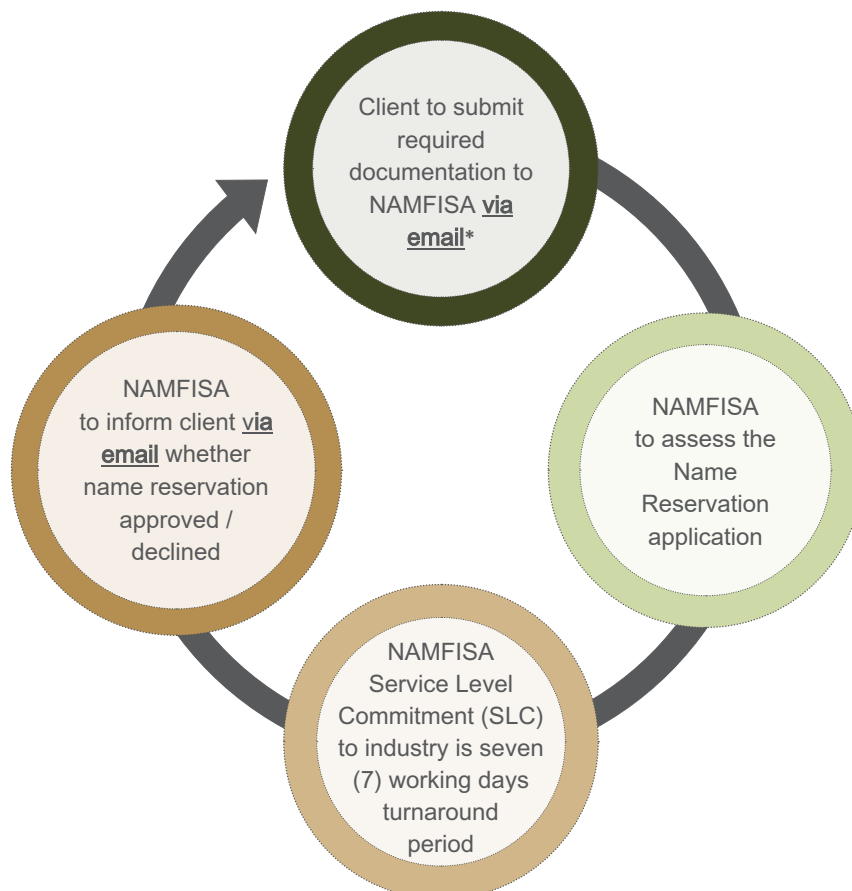 Client to submit
required
documentation to
NAMFISA via
email*
NAMFISA
to assess the
Name
Reservation
application
NAMFISA
Service Level
Commitment (SLC)
to industry is seven
(7) working days
turnaround
period
NAMFISA
to inform client via
email whether
name reservation
approved /
declined